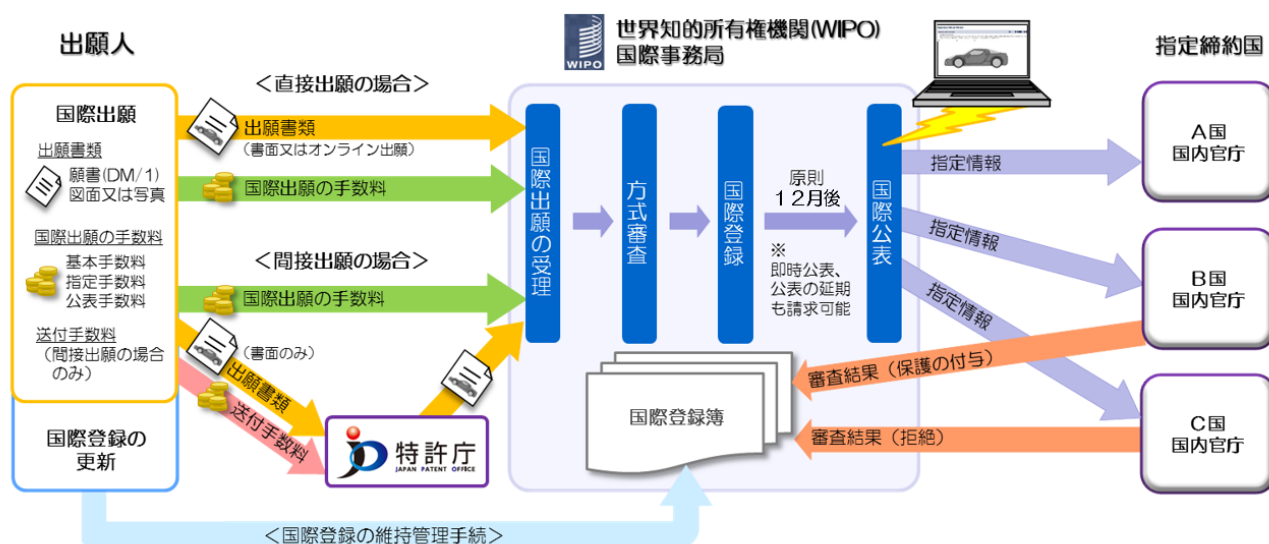 出願人
国際出願
出願書類
願書(DM/1)
図面又は写真
国際出願の手数料
基本手数料
指定手数料
公表手数料
送付手数料
(間接出願の場合
のみ)
国際登録の
更新
<直接出願の場合>
出願書類
(書面又はオンライン出願)
国際出願の手数料
<間接出願の場合>
国際出願の手数料
(書面のみ)
出願書類
送付手数料
特許庁
JAPAN PATENT OFFICE
<国際登録の維持管理手続>
WIPO
世界知的所有権機関(WIPO)
国際事務局
国際出願の受理
方式審査
国際登録
原則
12月後
※
即時公表、
公表の延期
も請求可能
国際公表
国際登録簿
指定情報
指定情報
指定情報
審査結果(保護の付与)
審査結果(拒絶)
指定締約国
A国
国内官庁
B国
国内官庁
C国
国内官庁